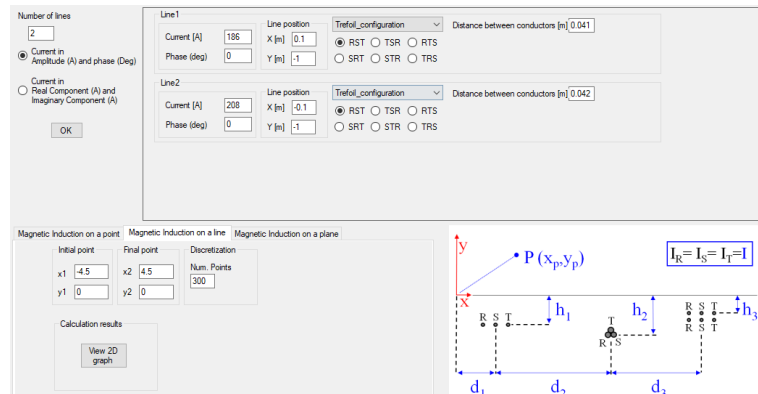 Number of lines
2
Current in
Amplitude (A) and phase (Deg)
Current in
Real Component (A) and
Imaginary Component (A)
OK
Line1
Current [A] 186
Phase (deg) 0
Line position
X [m] 0.1
Y [m] -1
Trefoil_configuration
RST TSR RTS
SRT STR TRS
Distance between conductors [m] 0.041
Line2
Current [A] 208
Phase (deg) 0
Line position
X [m] -0.1
Y [m] -1
Trefoil_configuration
RST TSR RTS
SRT STR TRS
Distance between conductors [m] 0.042
Magnetic Induction on a point Magnetic Induction on a line Magnetic Induction on a plane
Initial point
x1 -4.5
y1 0
Final point
x2 4.5
y2 0
Discretization
Num. Points
300
Calculation results
View 2D
graph
y
P (xp,yp)
IR= IS= IT=I
x
R S T
h1
T
R S
h2
R S T
R S T
h3
d1 d2 d3